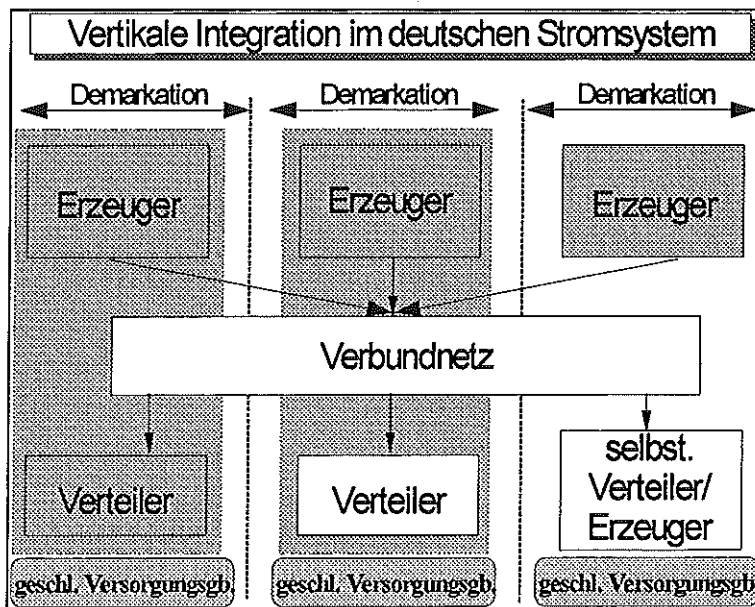 Vertikale Integration im deutschen Stromsystem
Demarkation Demarkation Demarkation
Erzeuger Erzeuger Erzeuger
Verbundnetz
Verteiler Verteiler selbst.
Verteiler/
Erzeuger
geschl. Versorgungsgb. geschl. Versorgungsgb. geschl. Versorgungsgb.